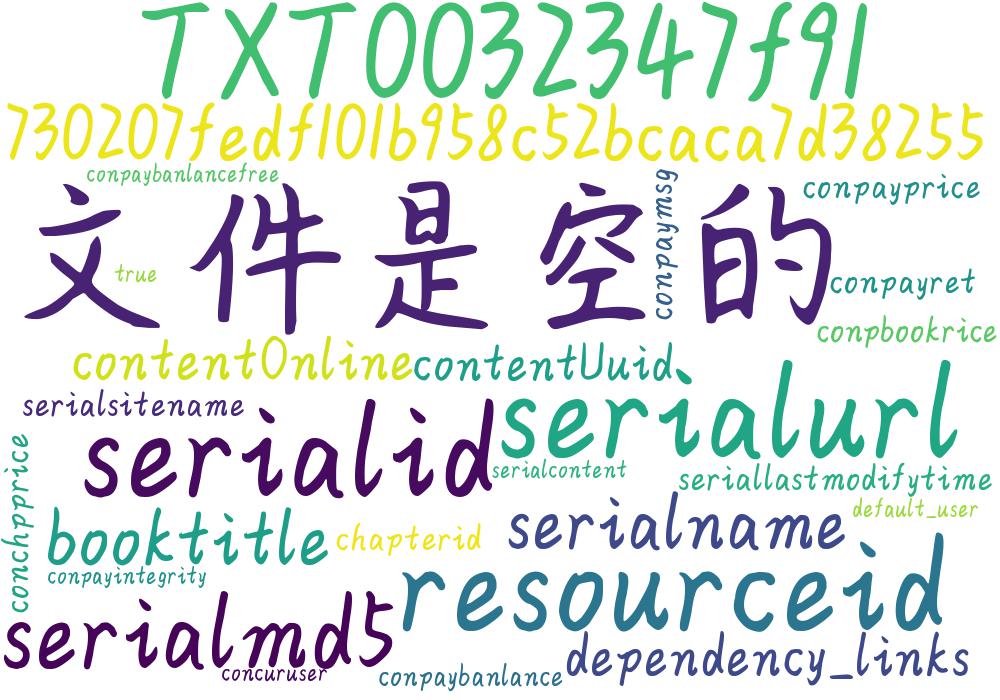 TXT0032347f91
730207fedf101b958c52bcaca7d38255
conpaybanlancefree
conpaymsg
conpayprice
文件是空的
true
conpayret
conpbookrice
contentOnline
contentUuid
serialsitename
serialid
serialurl
serialcontent
seriallastmodifytime
conchpprice
booktitle
chapterid
serialname
default_user
conpayintegrity
resourceid
serialmd5
concuruser
conpaybanlance
dependency_links